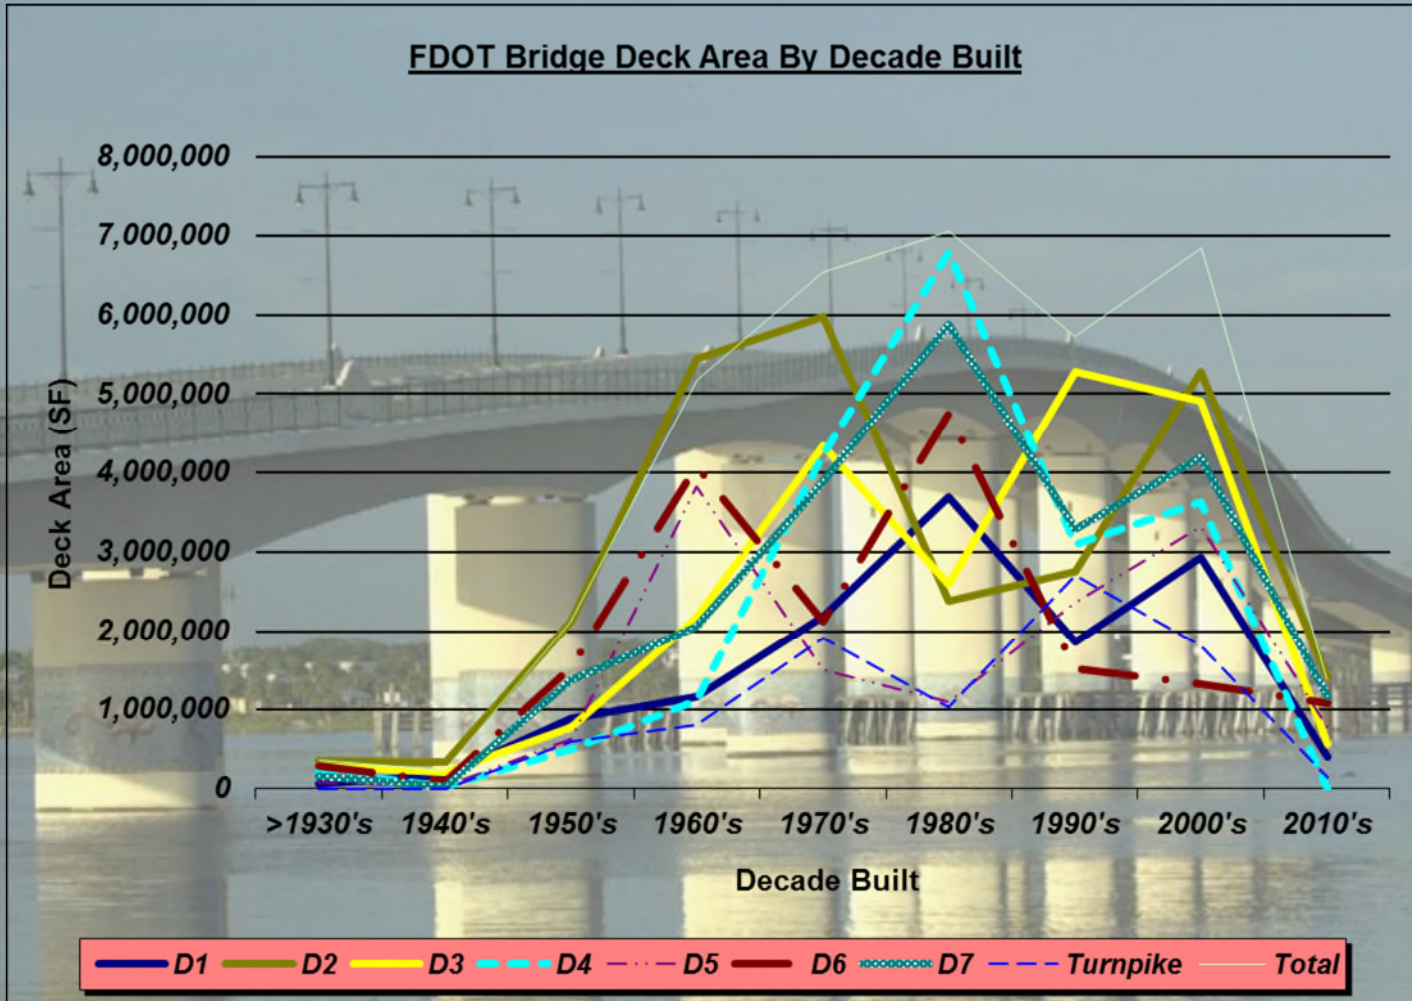 FDOT Bridge Deck Area By Decade Built
8,000,000
7,000,000
6,000,000
5,000,000
4,000,000
3,000,000
2,000,000
1,000,000
0
Deck Area (SF)
>1930's 1940's 1950's 1960's 1970's 1980's 1990's 2000's 2010's
Decade Built
D1 D2 D3 D4 D5 D6 D7 Turnpike Total